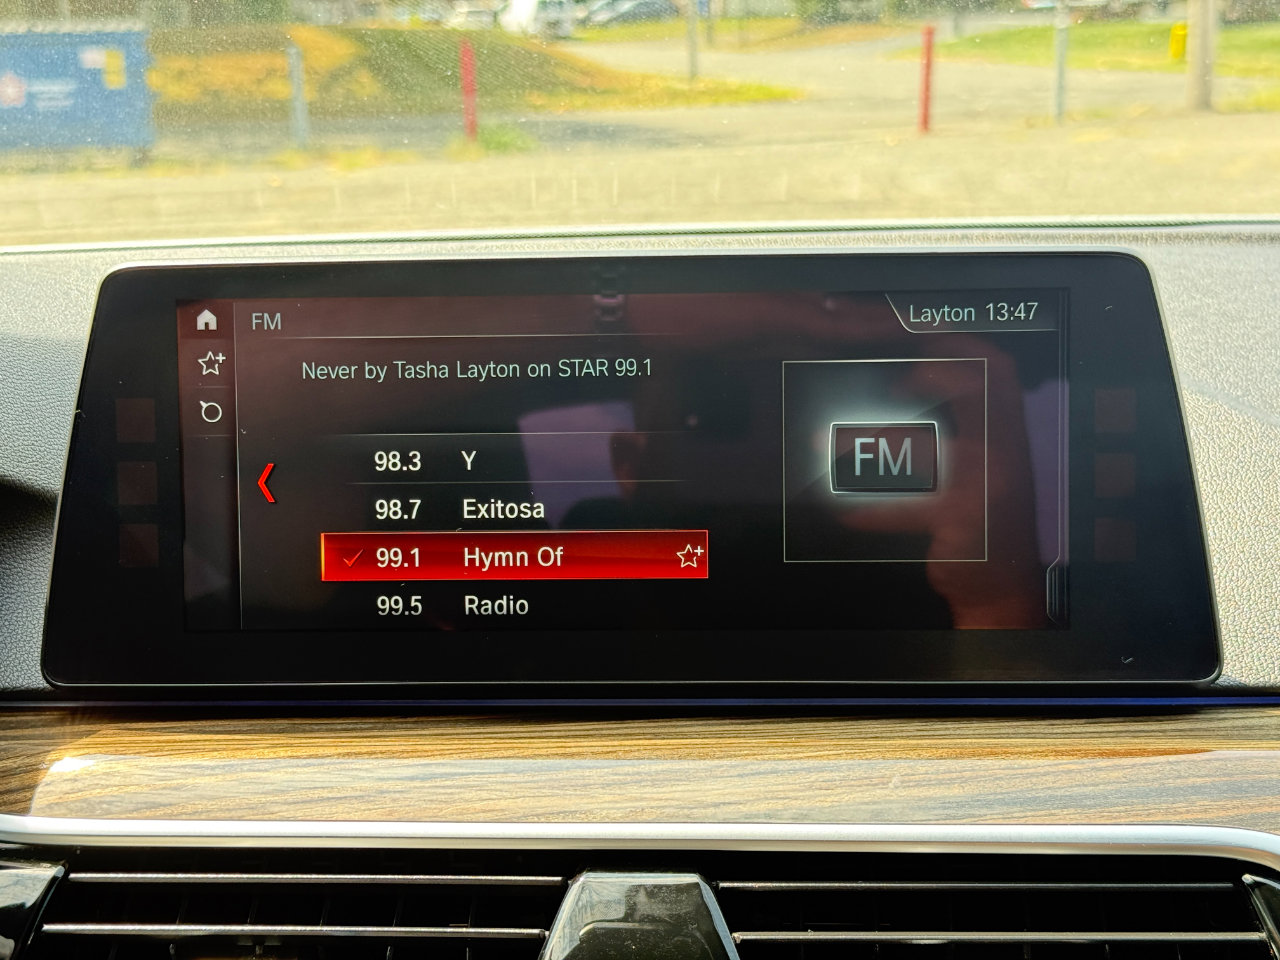 FM
Layton 13:47
Never by Tasha Layton on STAR 99.1
98.3 Y
98.7 Exitosa
99.1 Hymn Of
99.5 Radio
FM